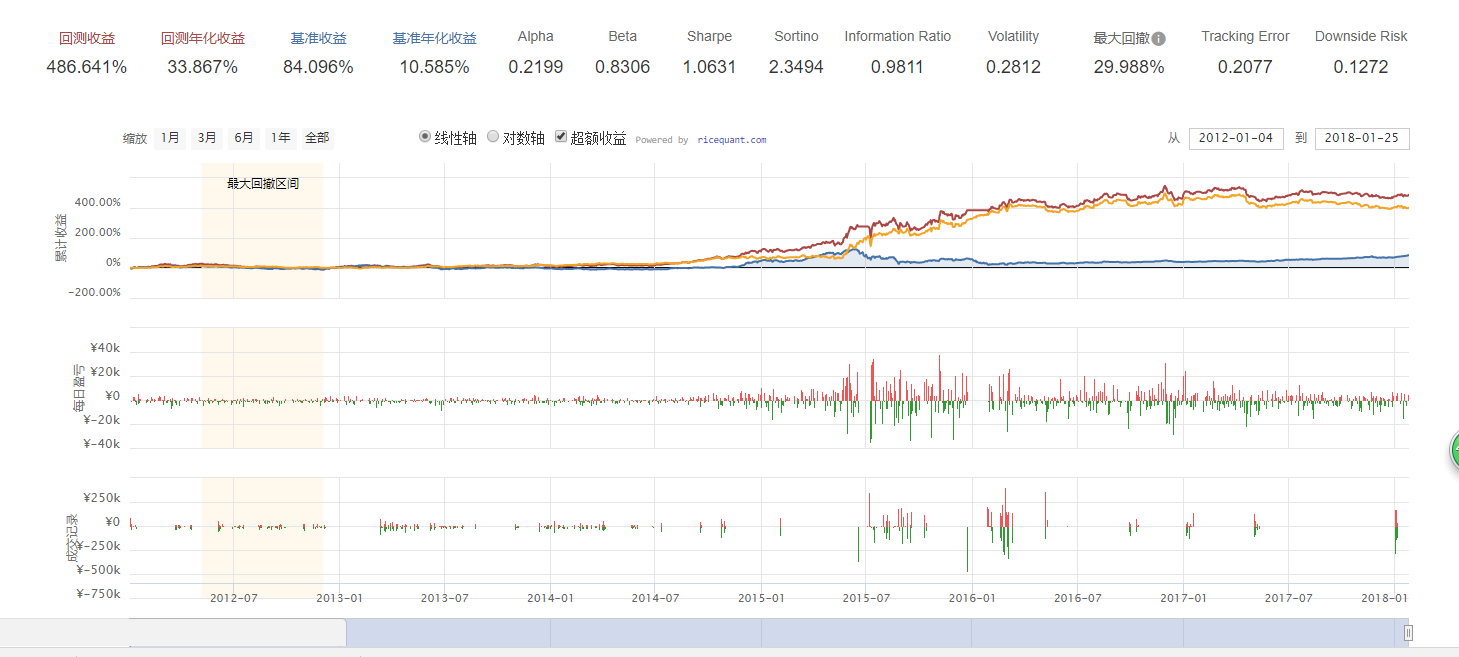 回测收益 回测年化收益 基准收益 基准年化收益 Alpha Beta Sharpe Sortino Information Ratio Volatility 最大回撤 i Tracking Error Downside Risk
486.641% 33.867% 84.096% 10.585% 0.2199 0.8306 1.0631 2.3494 0.9811 0.2812 29.988% 0.2077 0.1272
缩放 1月 3月 6月 1年 全部 线性轴 对数轴 超额收益 Powered by ricequant.com 从 2012-01-04 到 2018-01-25
最大回撤区间
累计收益
400.00%
200.00%
0%
-200.00%
每日盈亏
¥40k
¥20k
¥0
¥-20k
¥-40k
成交记录
¥250k
¥0
¥-250k
¥-500k
¥-750k
2012-07 2013-01 2013-07 2014-01 2014-07 2015-01 2015-07 2016-01 2016-07 2017-01 2017-07 2018-01